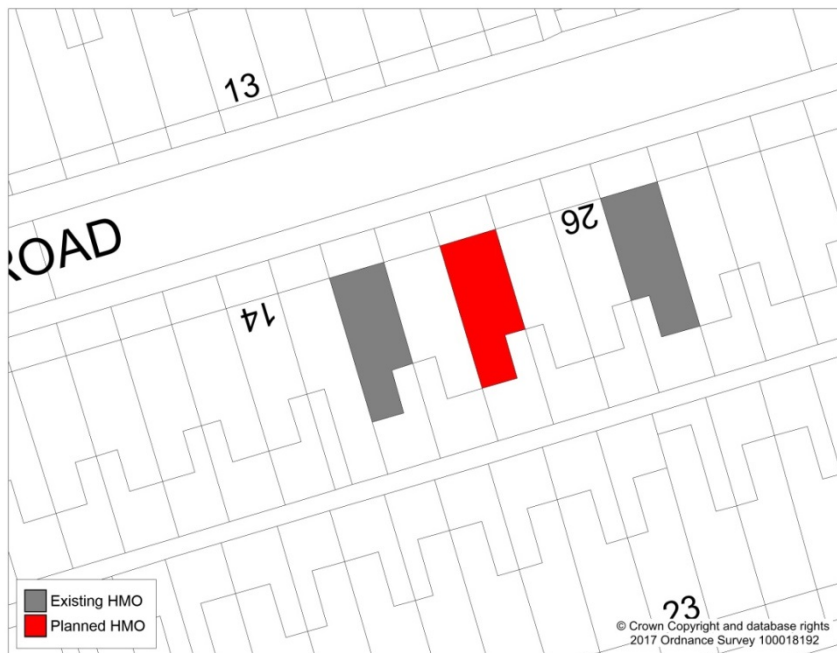 13
ROAD
26
14
Existing HMO
Planned HMO
23
© Crown Copyright and database rights
2017 Ordnance Survey 100018192